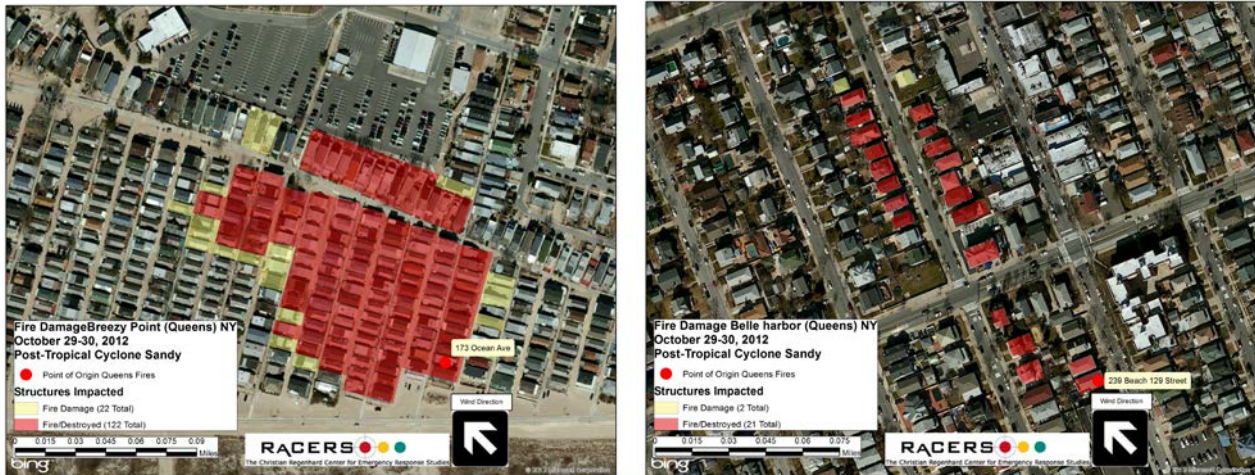 173 Ocean Ave
Fire DamageBreezy Point (Queens) NY
October 29-30, 2012
Post-Tropical Cyclone Sandy
Point of Origin Queens Fires
Structures Impacted
Fire Damage (22 Total)
Fire/Destroyed (122 Total)
Wind Direction
0 0.015 0.03 0.045 0.06 0.075 0.09
Miles
bing
RACERS
The Christian Regenhard Center for Emergency Response Studies
Fire Damage Belle harbor (Queens) NY
October 29-30, 2012
Post-Tropical Cyclone Sandy
Point of Origin Queens Fires
239 Beach 129 Street
Structures Impacted
Fire Damage (2 Total)
Fire/Destroyed (21 Total)
Wind Direction
0 0.015 0.03 0.045 0.06 0.075
Miles
bing
RACERS
The Christian Regenhard Center for Emergency Response Studies